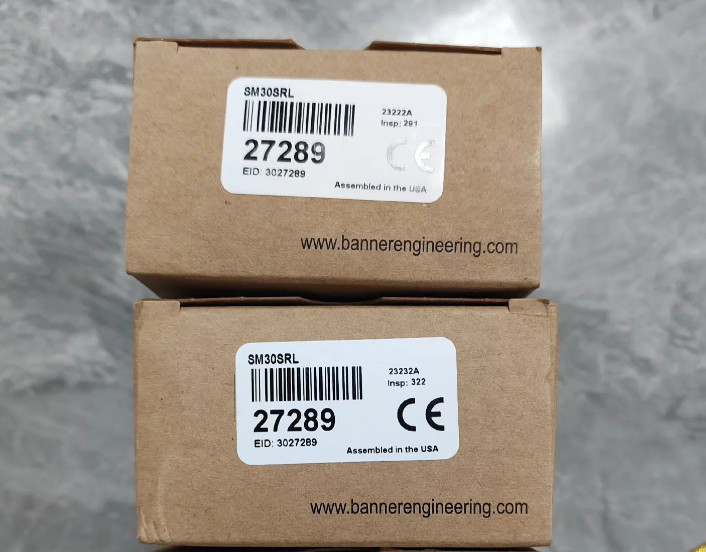 SM30SRL
23222A
Insp: 291
27289
CE
EID: 3027289
Assembled in the USA
www.bannerengineering.com
SM30SRL
23232A
Insp: 322
27289
CE
EID: 3027289
Assembled in the USA
www.bannerengineering.com